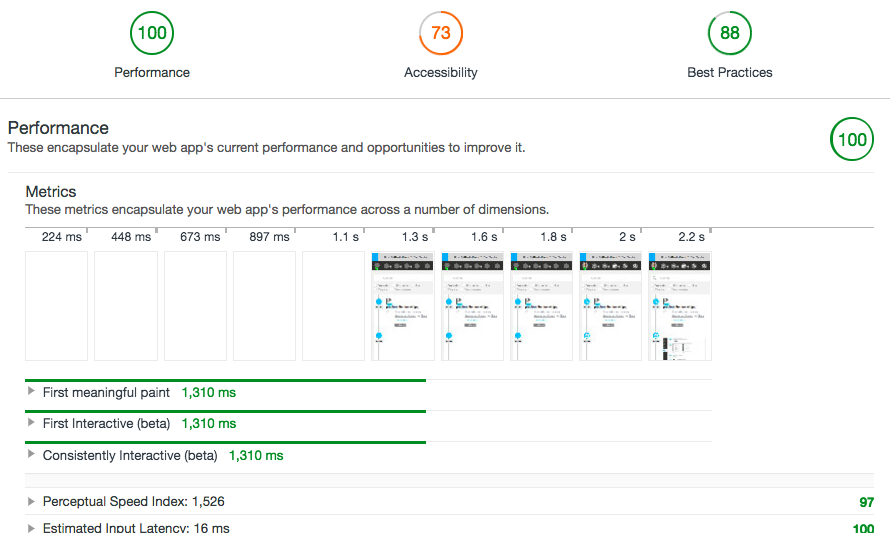 100 73 88
Performance Accessibility Best Practices
Performance
These encapsulate your web app's current performance and opportunities to improve it.
100
Metrics
These metrics encapsulate your web app's performance across a number of dimensions.
224 ms 448 ms 673 ms 897 ms 1.1 s 1.3 s 1.6 s 1.8 s 2 s 2.2 s
First meaningful paint 1,310 ms
First Interactive (beta) 1,310 ms
Consistently Interactive (beta) 1,310 ms
Perceptual Speed Index: 1,526 97
Estimated Input Latency: 16 ms 100